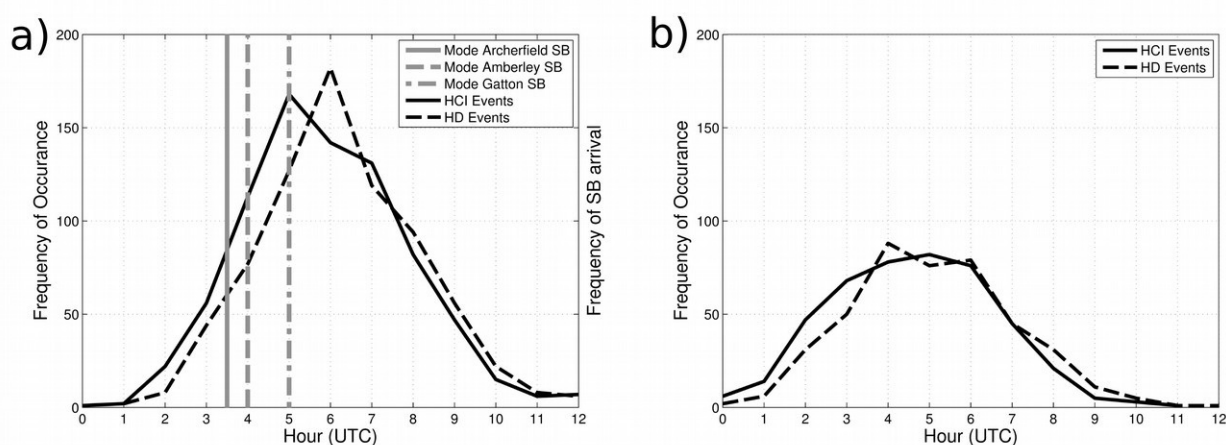 a)
Frequency of Occurance
200
150
100
50
0
Mode Archerfield SB
Mode Amberley SB
Mode Gatton SB
HCI Events
HD Events
Frequency of SB arrival
0 1 2 3 4 5 6 7 8 9 10 11 12
Hour (UTC)
b)
Frequency of Occurance
200
150
100
50
0
HCI Events
HD Events
0 1 2 3 4 5 6 7 8 9 10 11 12
Hour (UTC)